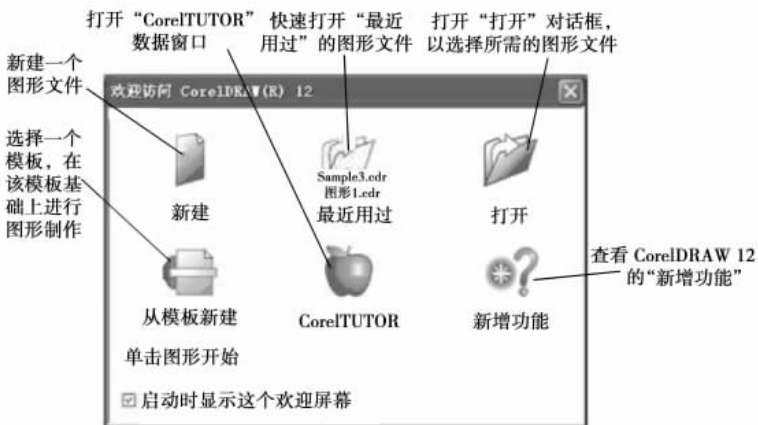 打开“CorelTUTOR”
数据窗口
快速打开“最近
用过”的图形文件
打开“打开”对话框，
以选择所需的图形文件
新建一个
图形文件
欢迎访问 CorelDRAW(R) 12
选择一个
模板，在
该模板基
础上进行
图形制作
Sample3.cdr
图形1.cdr
新建
最近用过
打开
查看 CorelDRAW 12
的“新增功能”
从模板新建
CorelTUTOR
新增功能
单击图形开始
启动时显示这个欢迎屏幕